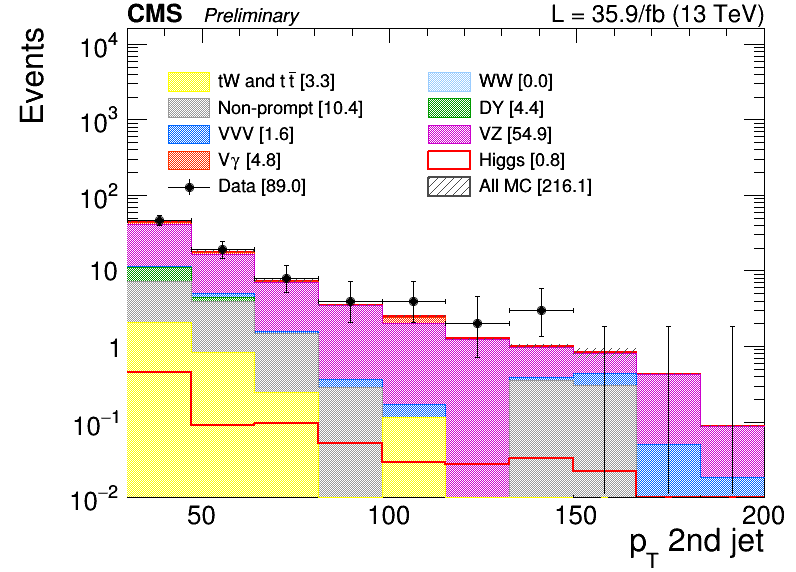 CMS Preliminary L = 35.9/fb (13 TeV)
Events
10⁴
10³
10²
10
1
10⁻¹
10⁻²
tW and t t̅ [3.3]
Non-prompt [10.4]
VVV [1.6]
Vγ [4.8]
Data [89.0]
WW [0.0]
DY [4.4]
VZ [54.9]
Higgs [0.8]
All MC [216.1]
50 100 150 200
p_T 2nd jet